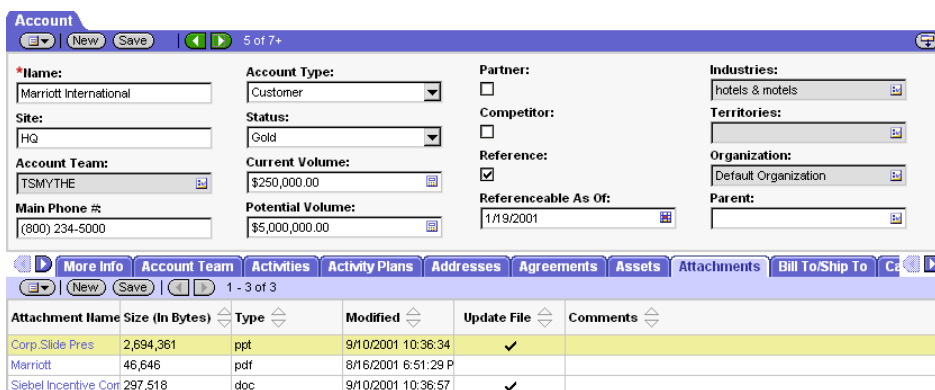 Account
New Save 5 of 7+
*Name: Account Type: Partner: Industries:
Marriott International Customer hotels & motels
Site: Status: Competitor: Territories:
HQ Gold
Account Team: Current Volume: Reference: Organization:
TSMYTHE $250,000.00 Default Organization
Main Phone #: Potential Volume: Referenceable As Of: Parent:
(800) 234-5000 $5,000,000.00 1/19/2001
More Info Account Team Activities Activity Plans Addresses Agreements Assets Attachments Bill To/Ship To Ca
New Save 1 - 3 of 3
Attachment Name Size (In Bytes) Type Modified Update File Comments
Corp.Slide Pres 2,694,361 ppt 9/10/2001 10:36:34
Marriott 46,646 pdf 8/16/2001 6:51:29 P
Siebel Incentive Com 297,518 doc 9/10/2001 10:36:57